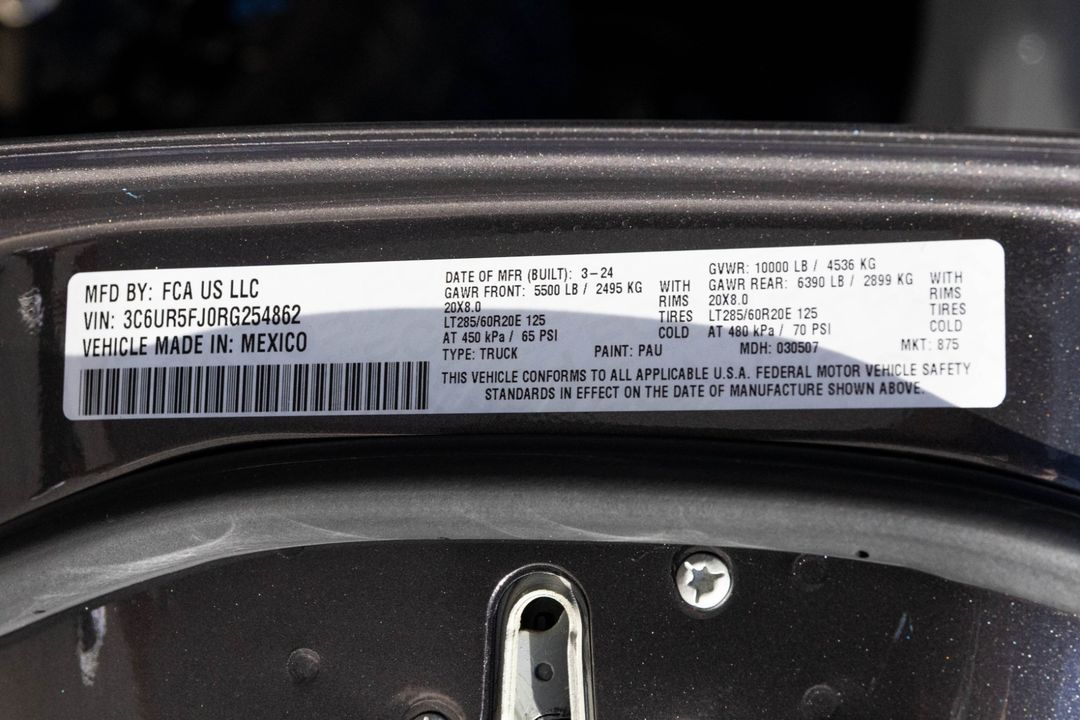 MFD BY: FCA US LLC
VIN: 3C6UR5FJ0RG254862
VEHICLE MADE IN: MEXICO
DATE OF MFR (BUILT): 3-24
GAWR FRONT: 5500 LB / 2495 KG WITH
20X8.0 RIMS
LT285/60R20E 125 TIRES
AT 450 kPa / 65 PSI COLD
GVWR: 10000 LB / 4536 KG
GAWR REAR: 6390 LB / 2899 KG WITH
20X8.0 RIMS
LT285/60R20E 125 TIRES
AT 480 kPa / 70 PSI COLD
TYPE: TRUCK PAINT: PAU MDH: 030507 MKT: 875
THIS VEHICLE CONFORMS TO ALL APPLICABLE U.S.A. FEDERAL MOTOR VEHICLE SAFETY
STANDARDS IN EFFECT ON THE DATE OF MANUFACTURE SHOWN ABOVE.